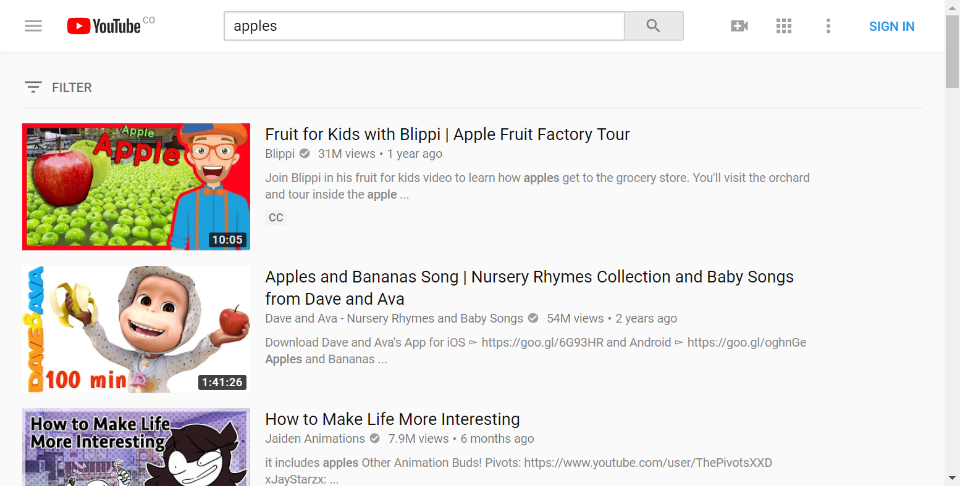 YouTube CO
apples
SIGN IN
FILTER
Apple
Apple
10:05
Fruit for Kids with Blippi | Apple Fruit Factory Tour
Blippi 31M views • 1 year ago
Join Blippi in his fruit for kids video to learn how apples get to the grocery store. You'll visit the orchard
and tour inside the apple ...
CC
DAVE & AVA
100 min
1:41:26
Apples and Bananas Song | Nursery Rhymes Collection and Baby Songs
from Dave and Ava
Dave and Ava - Nursery Rhymes and Baby Songs 54M views • 2 years ago
Download Dave and Ava's App for iOS ▻ https://goo.gl/6G93HR and Android ▻ https://goo.gl/oghnGe
Apples and Bananas ...
How to Make Life
More Interesting
How to Make Life More Interesting
Jaiden Animations 7.9M views • 6 months ago
it includes apples Other Animation Buds! Pivots: https://www.youtube.com/user/ThePivotsXXD
xJayStarzx: ...